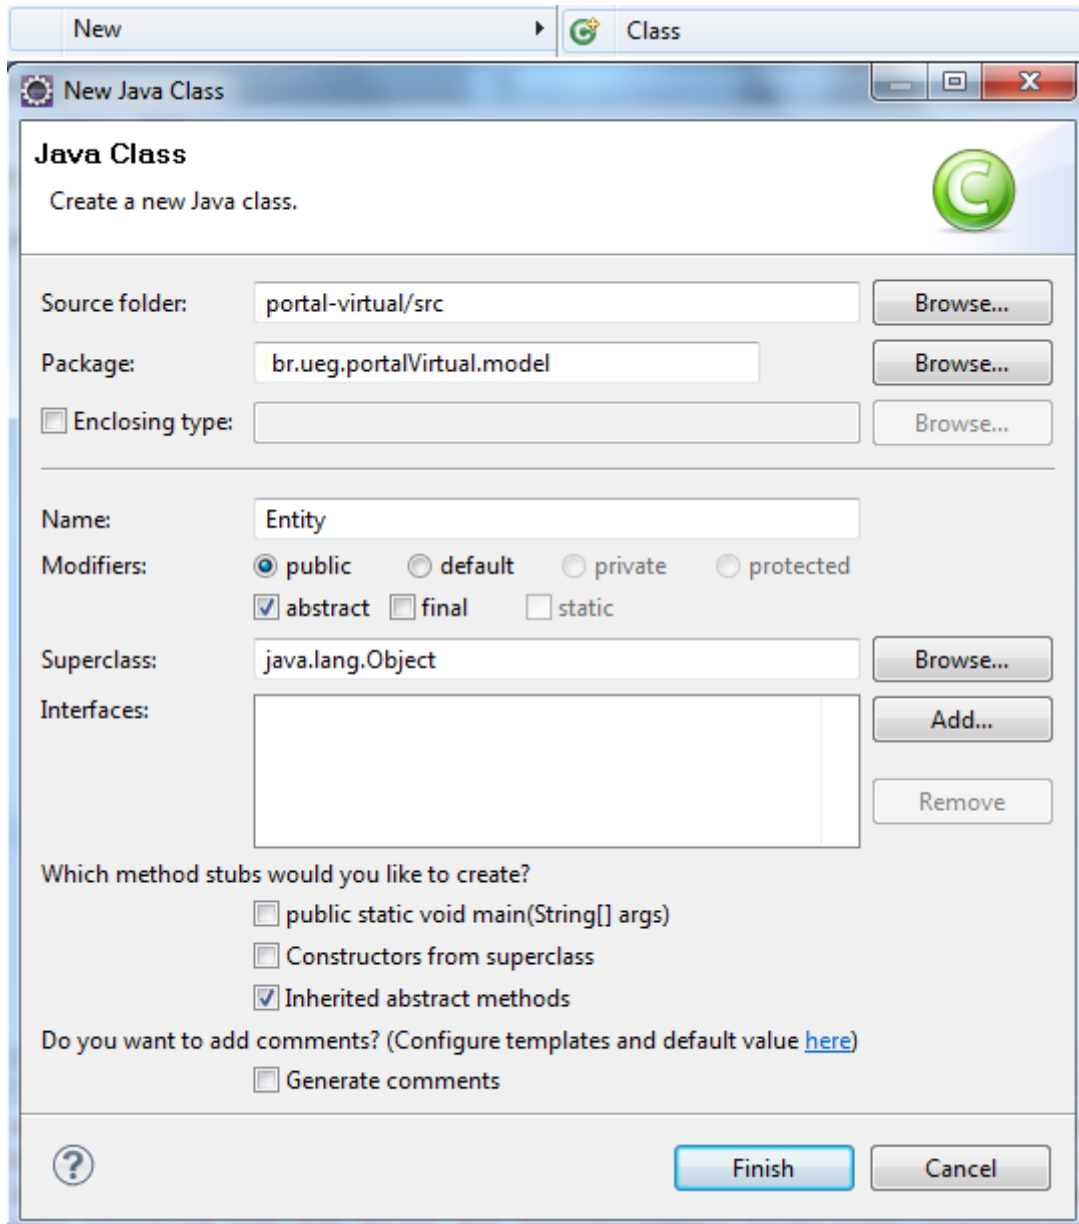 New Class
New Java Class
Java Class
Create a new Java class.
Source folder: portal-virtual/src Browse...
Package: br.ueg.portalVirtual.model Browse...
Enclosing type: Browse...
Name: Entity
Modifiers: public default private protected
abstract final static
Superclass: java.lang.Object Browse...
Interfaces: Add...
Remove
Which method stubs would you like to create?
public static void main(String[] args)
Constructors from superclass
Inherited abstract methods
Do you want to add comments? (Configure templates and default value here)
Generate comments
Finish Cancel